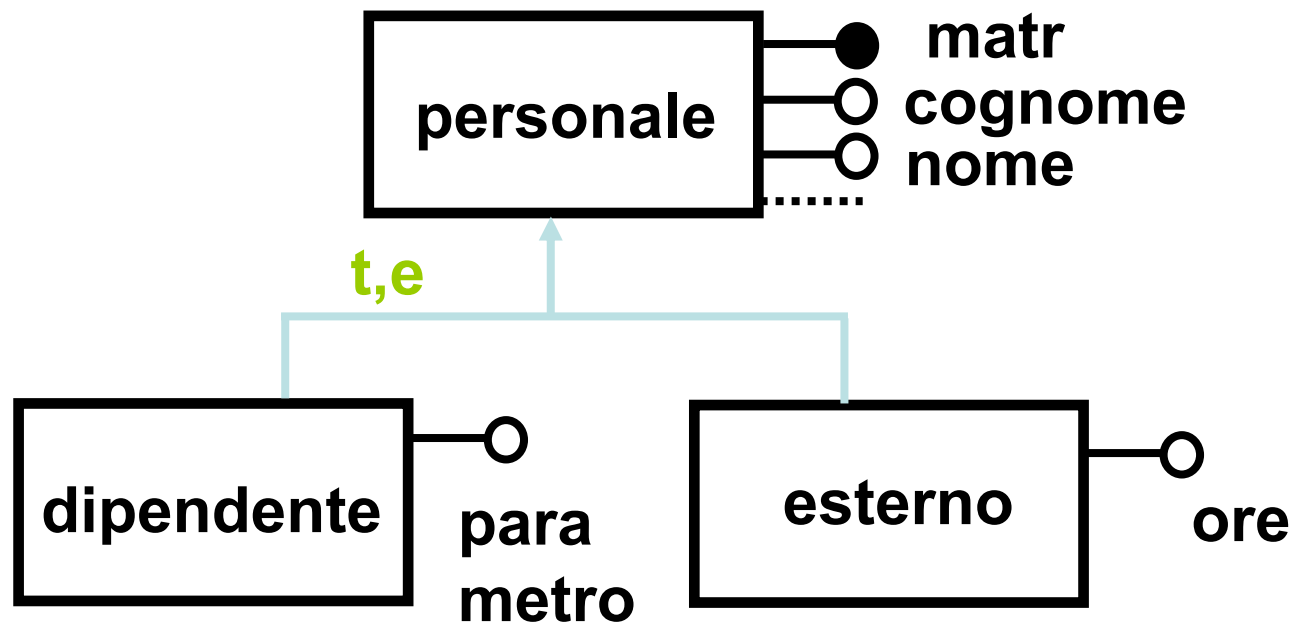 matr
personale
cognome
nome
t,e
dipendente
para
metro
esterno
ore